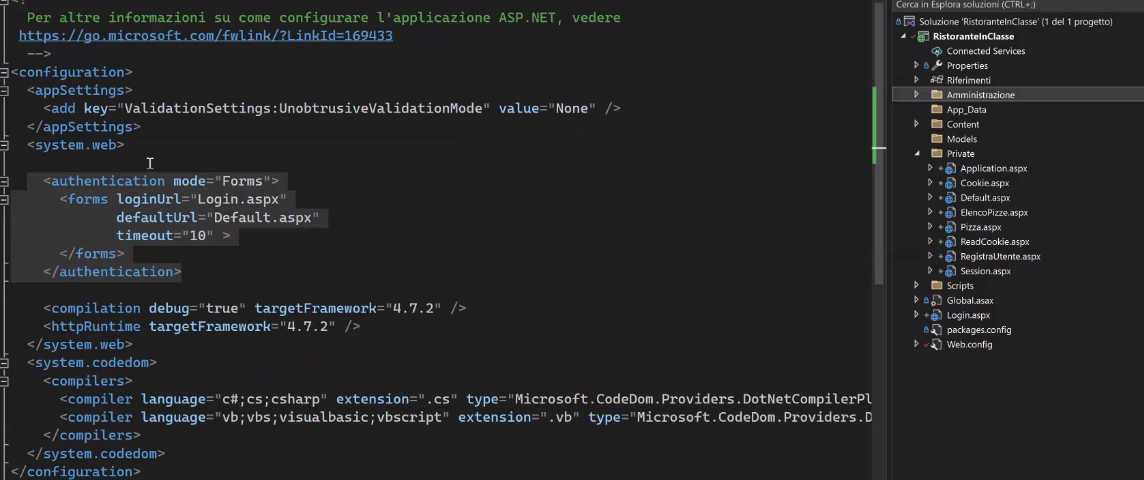 Per altre informazioni su come configurare l'applicazione ASP.NET, vedere
https://go.microsoft.com/fwlink/?LinkId=169433
-->
<configuration>
<appSettings>
<add key="ValidationSettings:UnobtrusiveValidationMode" value="None" />
</appSettings>
<system.web>
<authentication mode="Forms">
<forms loginUrl="Login.aspx"
defaultUrl="Default.aspx"
timeout="10" >
</forms>
</authentication>
<compilation debug="true" targetFramework="4.7.2" />
<httpRuntime targetFramework="4.7.2" />
</system.web>
<system.codedom>
<compilers>
<compiler language="c#;cs;csharp" extension=".cs" type="Microsoft.CodeDom.Providers.DotNetCompilerPl
<compiler language="vb;vbs;visualbasic;vbscript" extension=".vb" type="Microsoft.CodeDom.Providers.D
</compilers>
</system.codedom>
</configuration>
Cerca in Esplora soluzioni (CTRL+;)
Soluzione 'RistoranteInClasse' (1 del 1 progetto)
RistoranteInClasse
Connected Services
Properties
Riferimenti
Amministrazione
App_Data
Content
Models
Private
Application.aspx
Cookie.aspx
Default.aspx
ElencoPizze.aspx
Pizza.aspx
ReadCookie.aspx
RegistraUtente.aspx
Session.aspx
Scripts
Global.asax
Login.aspx
packages.config
Web.config